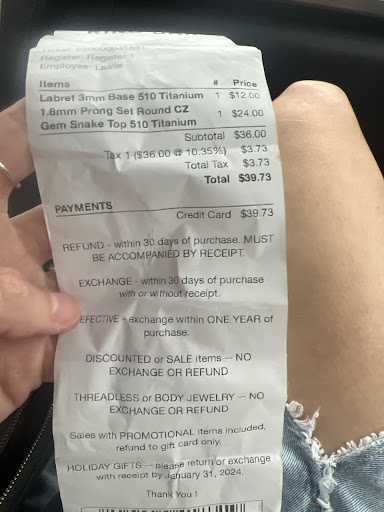 Ticket: 220000041631
Register: Register 1
Employee: Leslie
Items # Price
Labret 3mm Base 510 Titanium 1 $12.00
1.8mm Prong Set Round CZ 1 $24.00
Gem Snake Top 510 Titanium
Subtotal $36.00
Tax 1 ($36.00 @ 10.35%) $3.73
Total Tax $3.73
Total $39.73
PAYMENTS
Credit Card $39.73
REFUND - within 30 days of purchase. MUST
BE ACCOMPANIED BY RECEIPT.
EXCHANGE - within 30 days of purchase
with or without receipt.
EFECTIVE - exchange within ONE YEAR of
purchase.
DISCOUNTED or SALE items -- NO
EXCHANGE OR REFUND
THREADLESS or BODY JEWELRY -- NO
EXCHANGE OR REFUND
Sales with PROMOTIONAL items included,
refund to gift card only.
HOLIDAY GIFTS -- please return or exchange
with receipt by January 31, 2024.
Thank You !